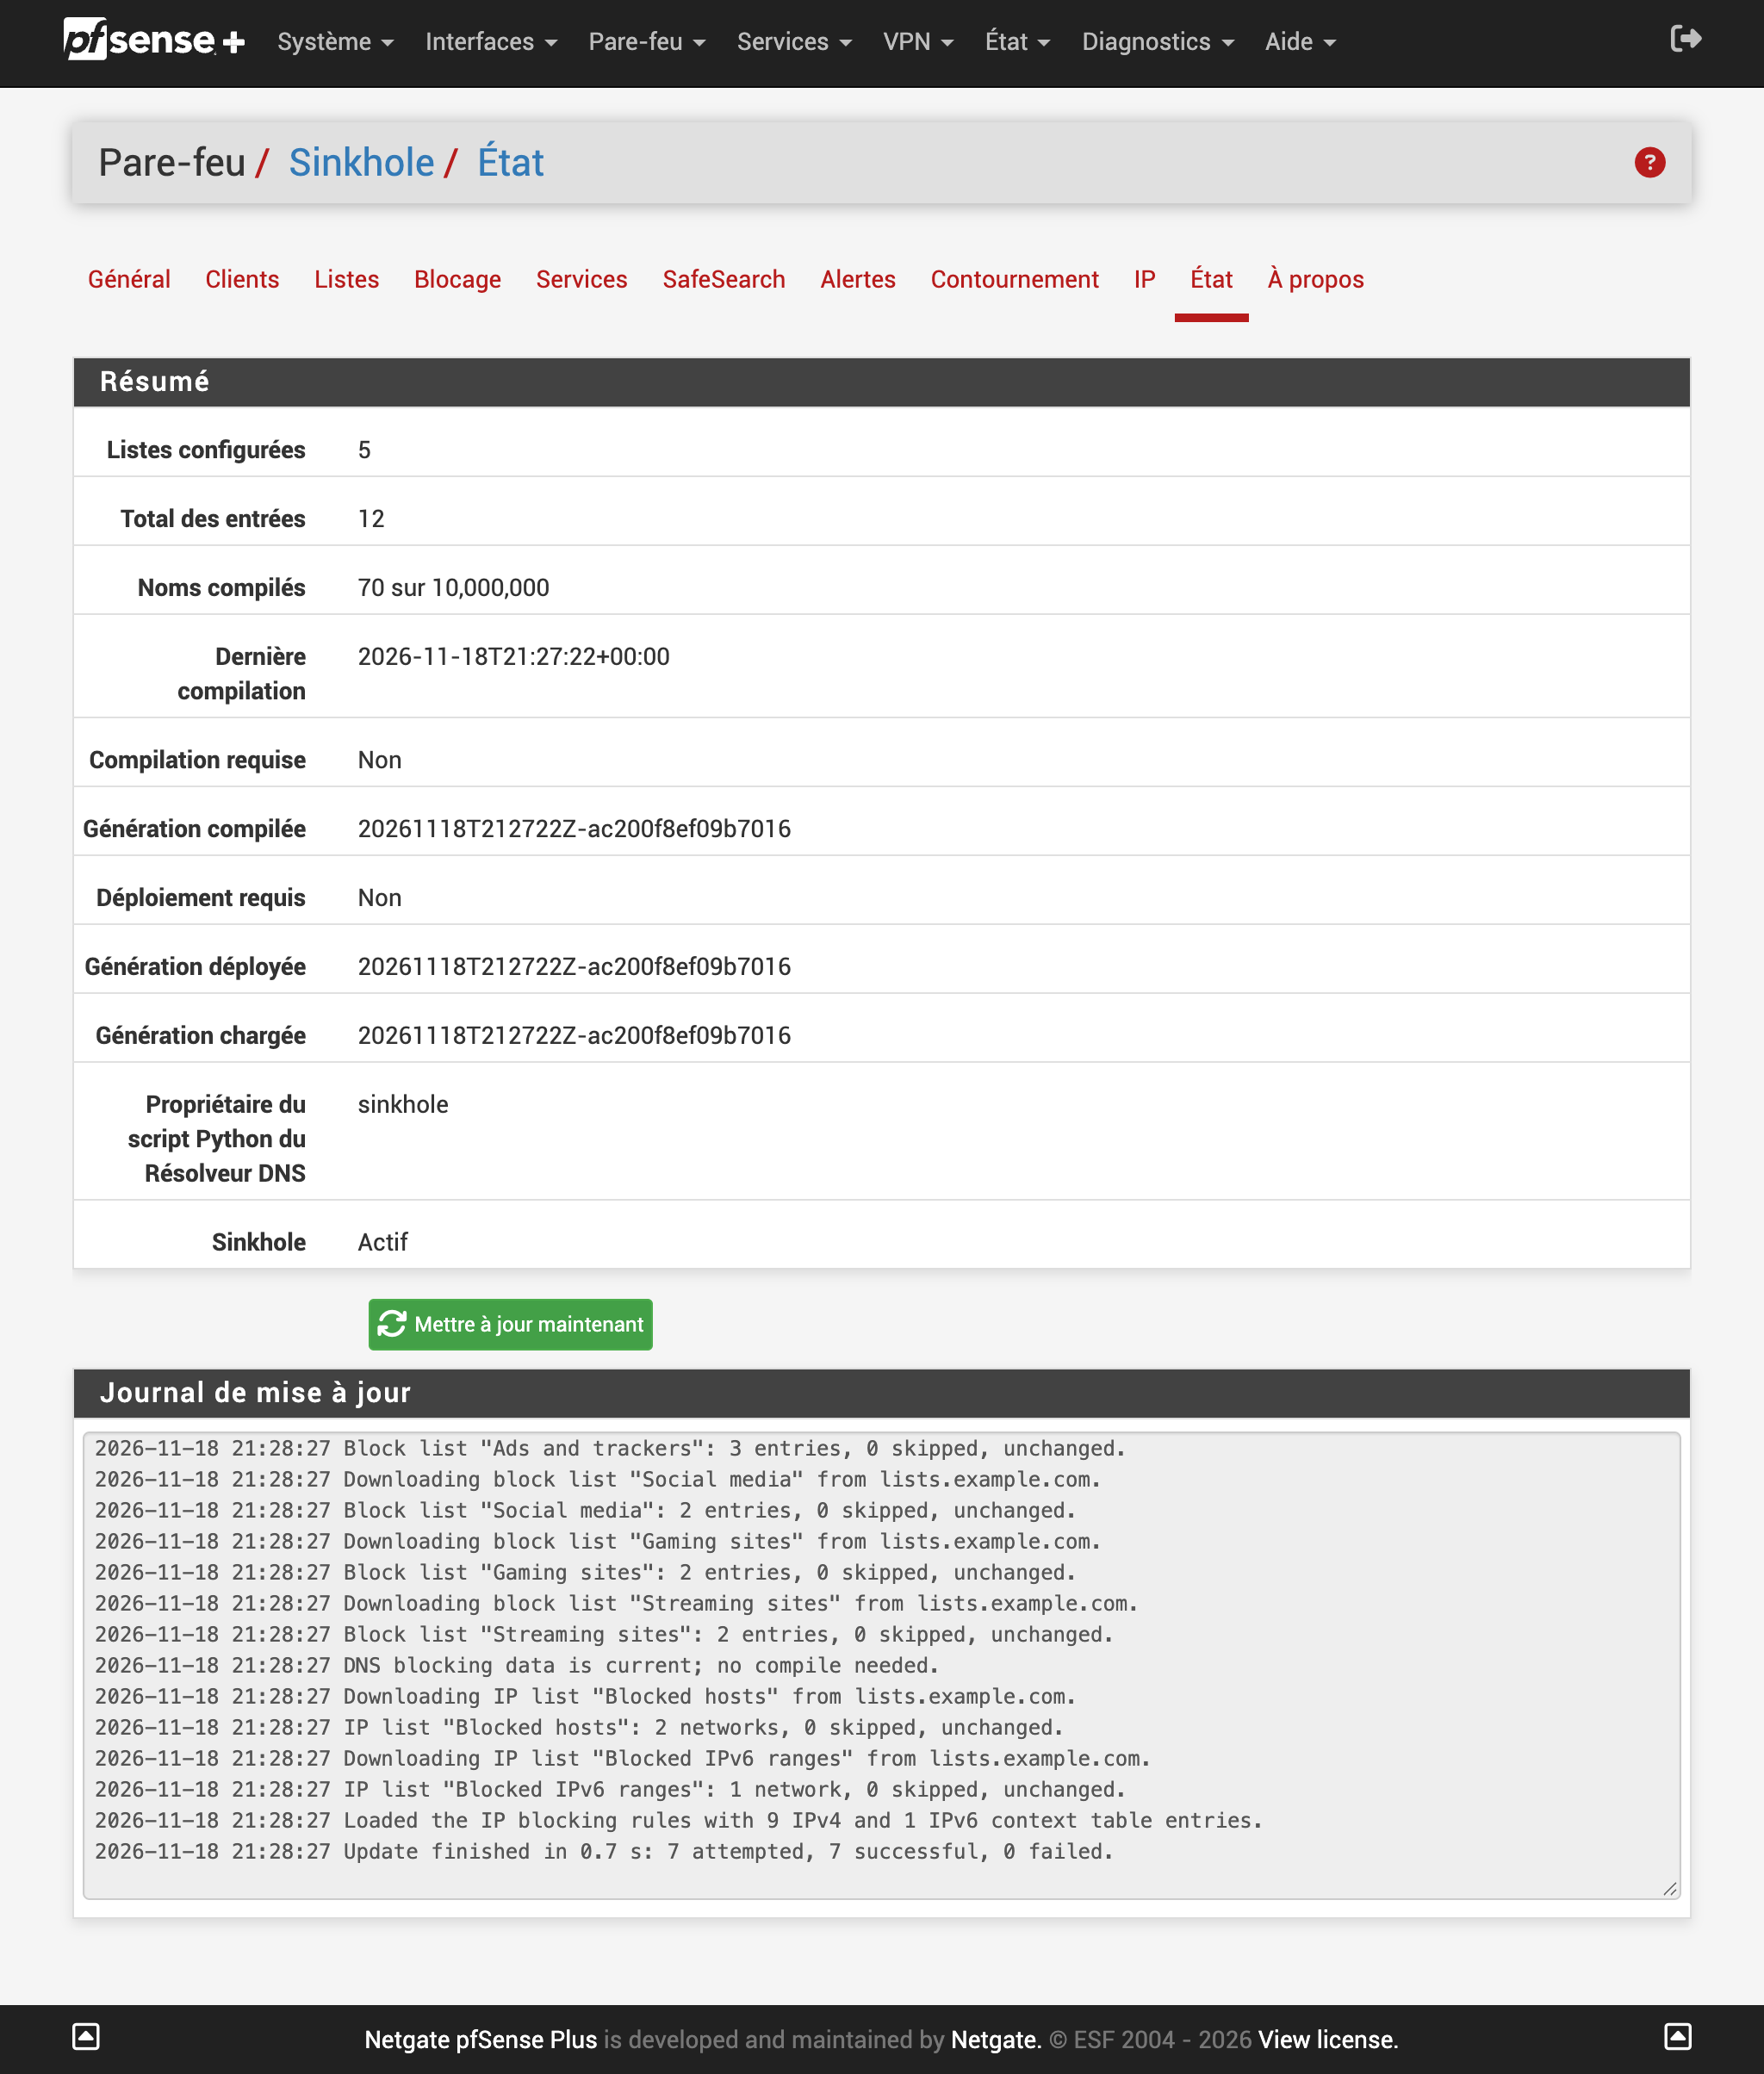 pfsense+ Système Interfaces Pare-feu Services VPN État Diagnostics Aide
Pare-feu / Sinkhole / État
?
Général Clients Listes Blocage Services SafeSearch Alertes Contournement IP État À propos
Résumé
Listes configurées 5
Total des entrées 12
Noms compilés 70 sur 10,000,000
Dernière 2026-11-18T21:27:22+00:00
compilation
Compilation requise Non
Génération compilée 20261118T212722Z-ac200f8ef09b7016
Déploiement requis Non
Génération déployée 20261118T212722Z-ac200f8ef09b7016
Génération chargée 20261118T212722Z-ac200f8ef09b7016
Propriétaire du sinkhole
script Python du
Résolveur DNS
Sinkhole Actif
Mettre à jour maintenant
Journal de mise à jour
2026-11-18 21:28:27 Block list "Ads and trackers": 3 entries, 0 skipped, unchanged.
2026-11-18 21:28:27 Downloading block list "Social media" from lists.example.com.
2026-11-18 21:28:27 Block list "Social media": 2 entries, 0 skipped, unchanged.
2026-11-18 21:28:27 Downloading block list "Gaming sites" from lists.example.com.
2026-11-18 21:28:27 Block list "Gaming sites": 2 entries, 0 skipped, unchanged.
2026-11-18 21:28:27 Downloading block list "Streaming sites" from lists.example.com.
2026-11-18 21:28:27 Block list "Streaming sites": 2 entries, 0 skipped, unchanged.
2026-11-18 21:28:27 DNS blocking data is current; no compile needed.
2026-11-18 21:28:27 Downloading IP list "Blocked hosts" from lists.example.com.
2026-11-18 21:28:27 IP list "Blocked hosts": 2 networks, 0 skipped, unchanged.
2026-11-18 21:28:27 Downloading IP list "Blocked IPv6 ranges" from lists.example.com.
2026-11-18 21:28:27 IP list "Blocked IPv6 ranges": 1 network, 0 skipped, unchanged.
2026-11-18 21:28:27 Loaded the IP blocking rules with 9 IPv4 and 1 IPv6 context table entries.
2026-11-18 21:28:27 Update finished in 0.7 s: 7 attempted, 7 successful, 0 failed.
Netgate pfSense Plus is developed and maintained by Netgate. © ESF 2004 - 2026 View license.